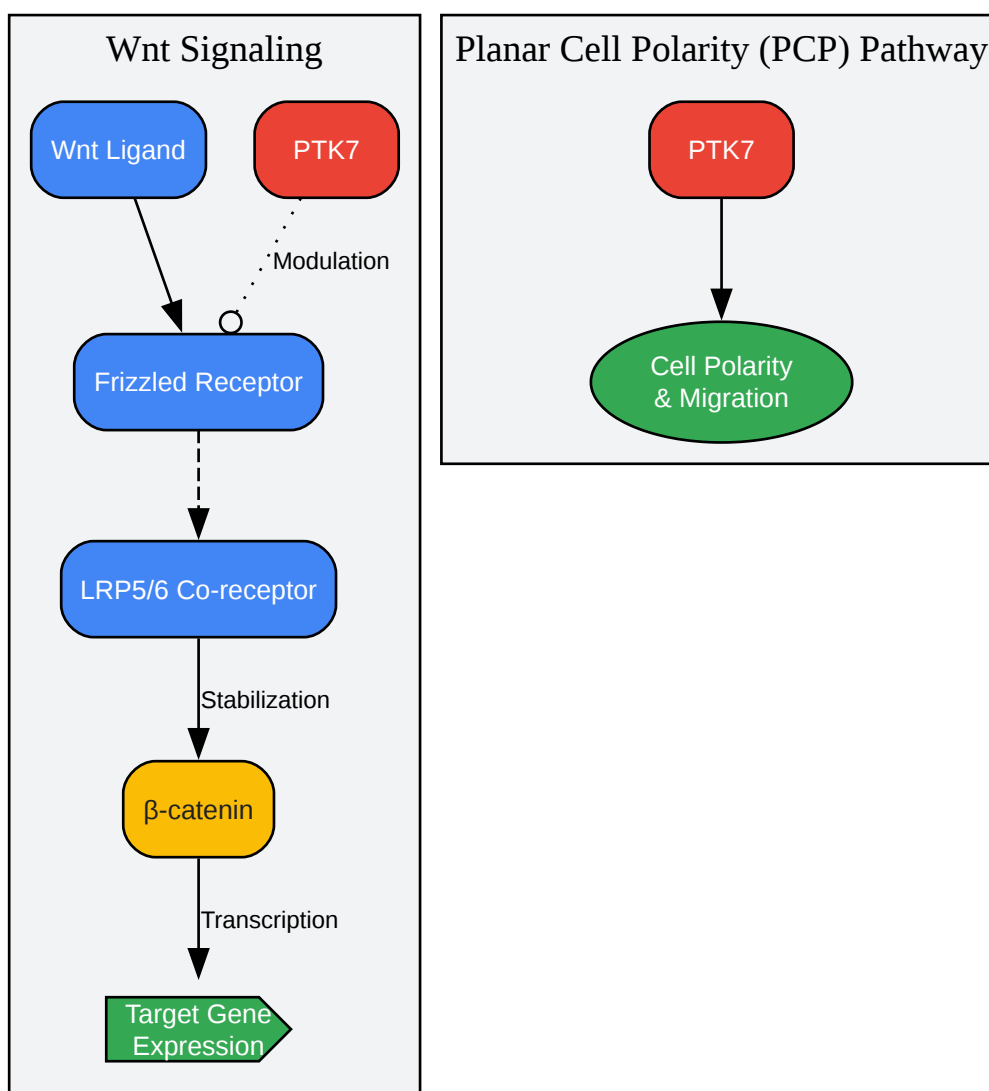 Wnt Signaling
Wnt Ligand
PTK7
Modulation
Frizzled Receptor
LRP5/6 Co-receptor
Stabilization
β-catenin
Transcription
Target Gene
Expression
Planar Cell Polarity (PCP) Pathway
PTK7
Cell Polarity
& Migration